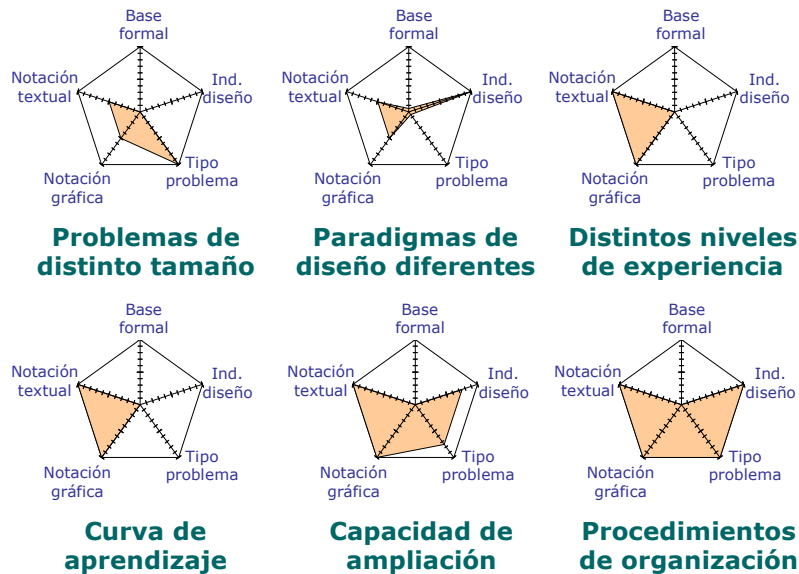 Base
formal
Notación
textual
Ind.
diseño
Notación
gráfica
Tipo
problema
Problemas de
distinto tamaño
Base
formal
Notación
textual
Ind.
diseño
Notación
gráfica
Tipo
problema
Paradigmas de
diseño diferentes
Base
formal
Notación
textual
Ind.
diseño
Notación
gráfica
Tipo
problema
Distintos niveles
de experiencia
Base
formal
Notación
textual
Ind.
diseño
Notación
gráfica
Tipo
problema
Curva de
aprendizaje
Base
formal
Notación
textual
Ind.
diseño
Notación
gráfica
Tipo
problema
Capacidad de
ampliación
Base
formal
Notación
textual
Ind.
diseño
Notación
gráfica
Tipo
problema
Procedimientos
de organización